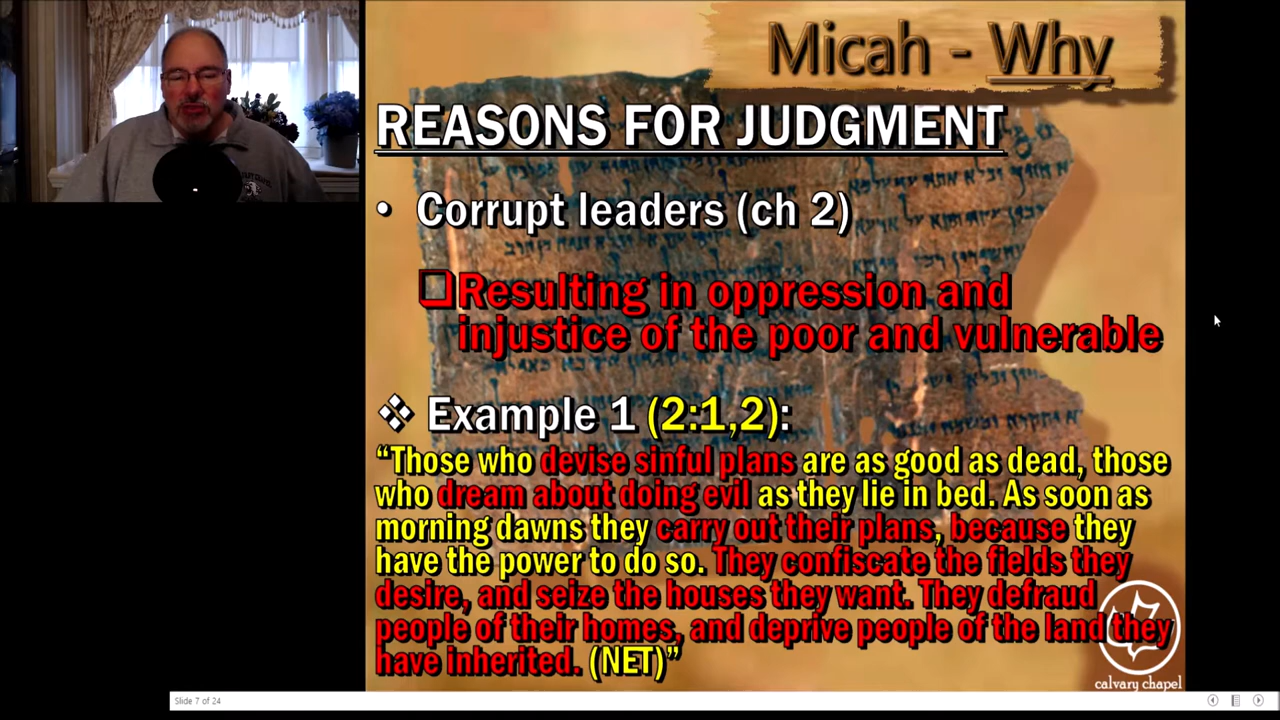 Micah - Why
REASONS FOR JUDGMENT
• Corrupt leaders (ch 2)
❑Resulting in oppression and
injustice of the poor and vulnerable
❖ Example 1 (2:1,2):
“Those who devise sinful plans are as good as dead, those
who dream about doing evil as they lie in bed. As soon as
morning dawns they carry out their plans, because they
have the power to do so. They confiscate the fields they
desire, and seize the houses they want. They defraud
people of their homes, and deprive people of the land they
have inherited. (NET)”
calvary chapel
Slide 7 of 24